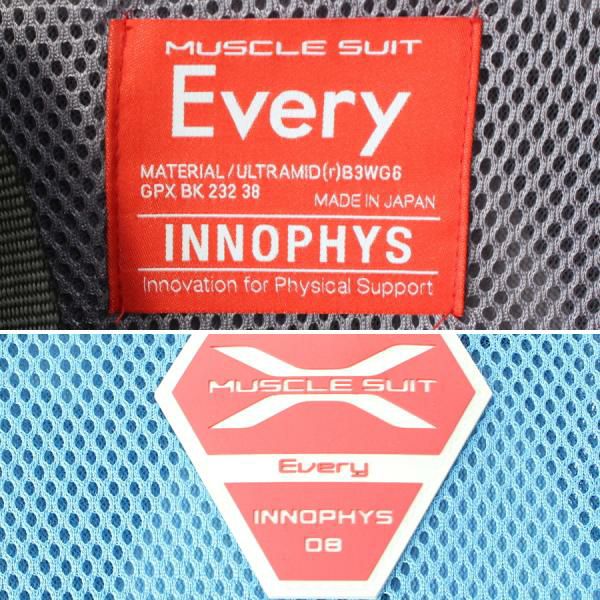 MUSCLE SUIT
Every
MATERIAL/ULTRAMID(r)B3WG6
GPX BK 232 38
MADE IN JAPAN
INNOPHYS
Innovation for Physical Support
MUSCLE SUIT
Every
INNOPHYS
08